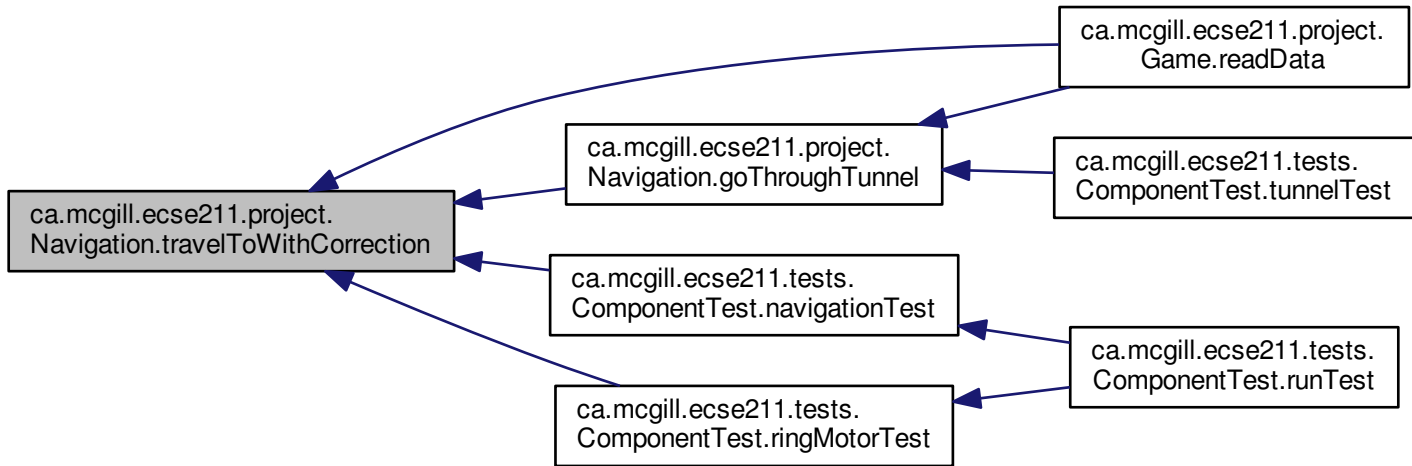 ca.mcgill.ecse211.project.
Navigation.travelToWithCorrection
ca.mcgill.ecse211.project.
Game.readData
ca.mcgill.ecse211.project.
Navigation.goThroughTunnel
ca.mcgill.ecse211.tests.
ComponentTest.tunnelTest
ca.mcgill.ecse211.tests.
ComponentTest.navigationTest
ca.mcgill.ecse211.tests.
ComponentTest.runTest
ca.mcgill.ecse211.tests.
ComponentTest.ringMotorTest